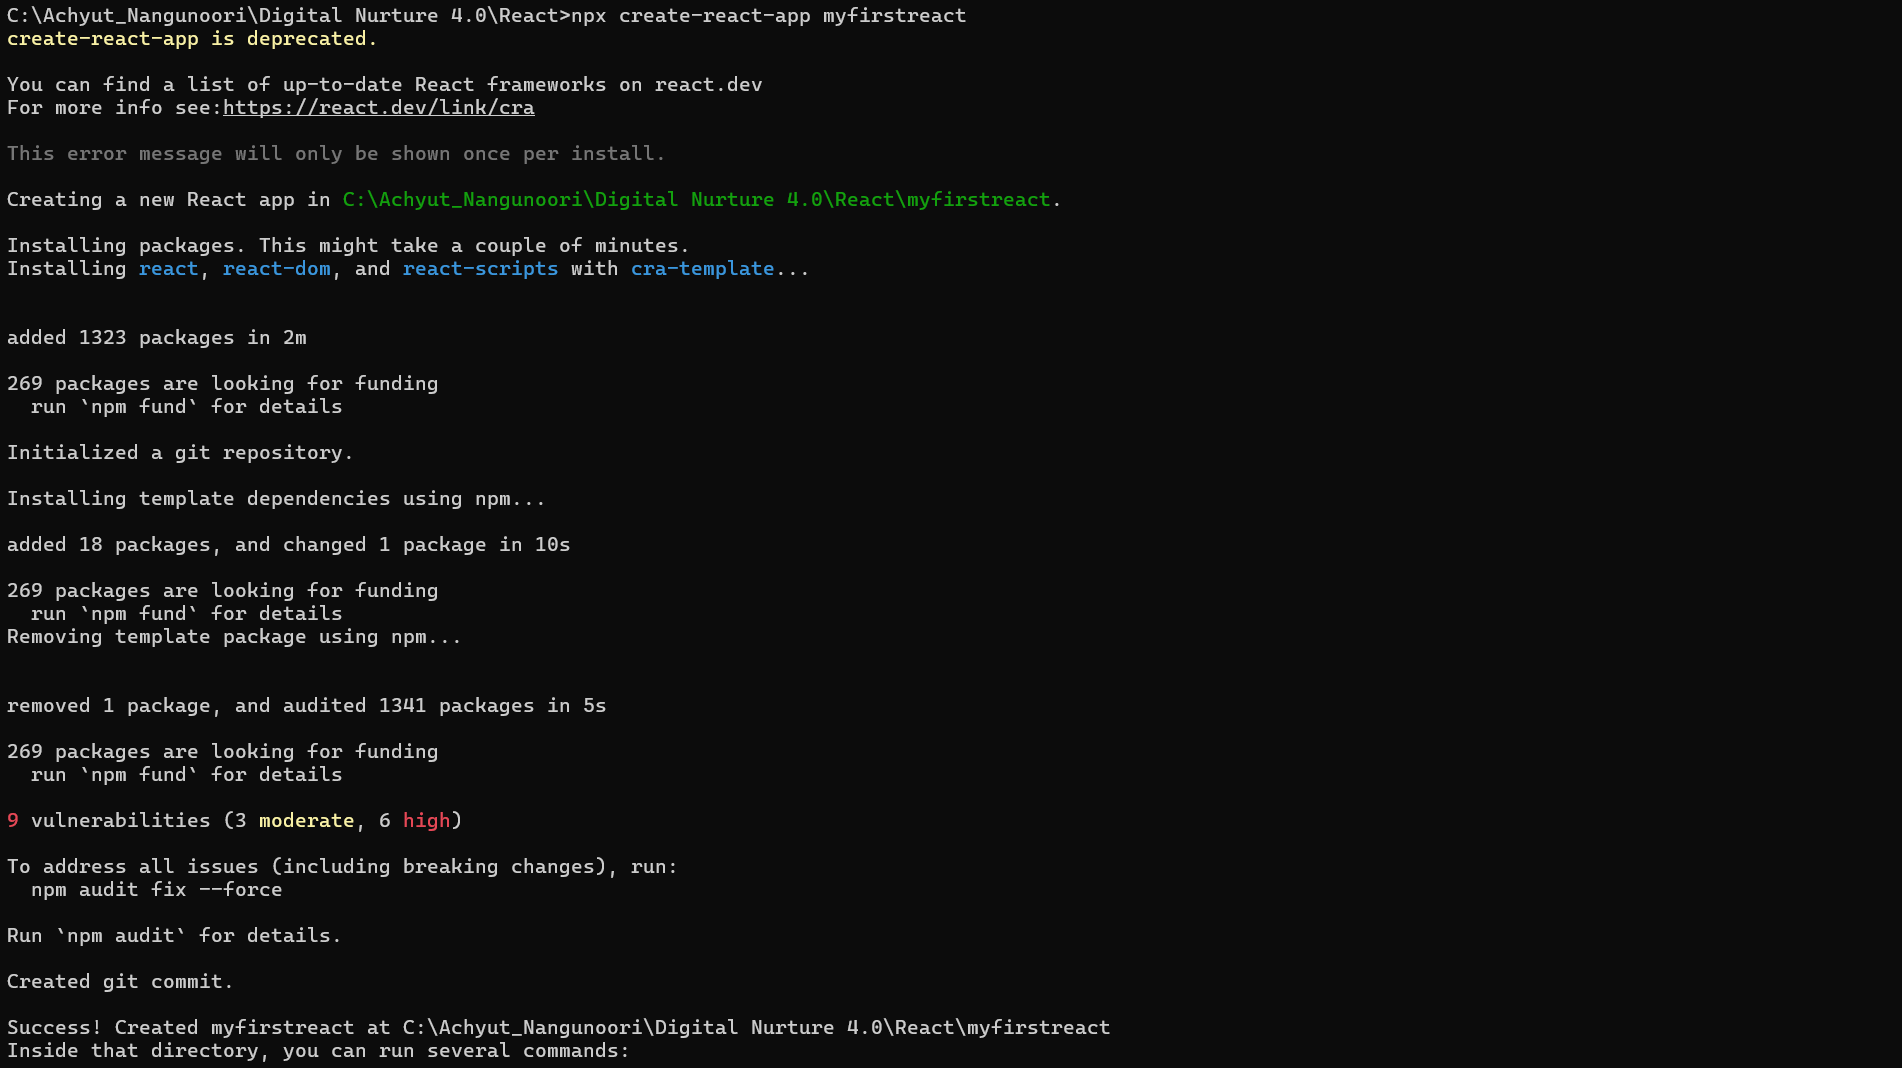 C:\Achyut_Nangunoori\Digital Nurture 4.0\React>npx create-react-app myfirstreact
create-react-app is deprecated.
You can find a list of up-to-date React frameworks on react.dev
For more info see:https://react.dev/link/cra
This error message will only be shown once per install.
Creating a new React app in C:\Achyut_Nangunoori\Digital Nurture 4.0\React\myfirstreact.
Installing packages. This might take a couple of minutes.
Installing react, react-dom, and react-scripts with cra-template...
added 1323 packages in 2m
269 packages are looking for funding
  run `npm fund` for details
Initialized a git repository.
Installing template dependencies using npm...
added 18 packages, and changed 1 package in 10s
269 packages are looking for funding
  run `npm fund` for details
Removing template package using npm...
removed 1 package, and audited 1341 packages in 5s
269 packages are looking for funding
  run `npm fund` for details
9 vulnerabilities (3 moderate, 6 high)
To address all issues (including breaking changes), run:
  npm audit fix --force
Run `npm audit` for details.
Created git commit.
Success! Created myfirstreact at C:\Achyut_Nangunoori\Digital Nurture 4.0\React\myfirstreact
Inside that directory, you can run several commands: